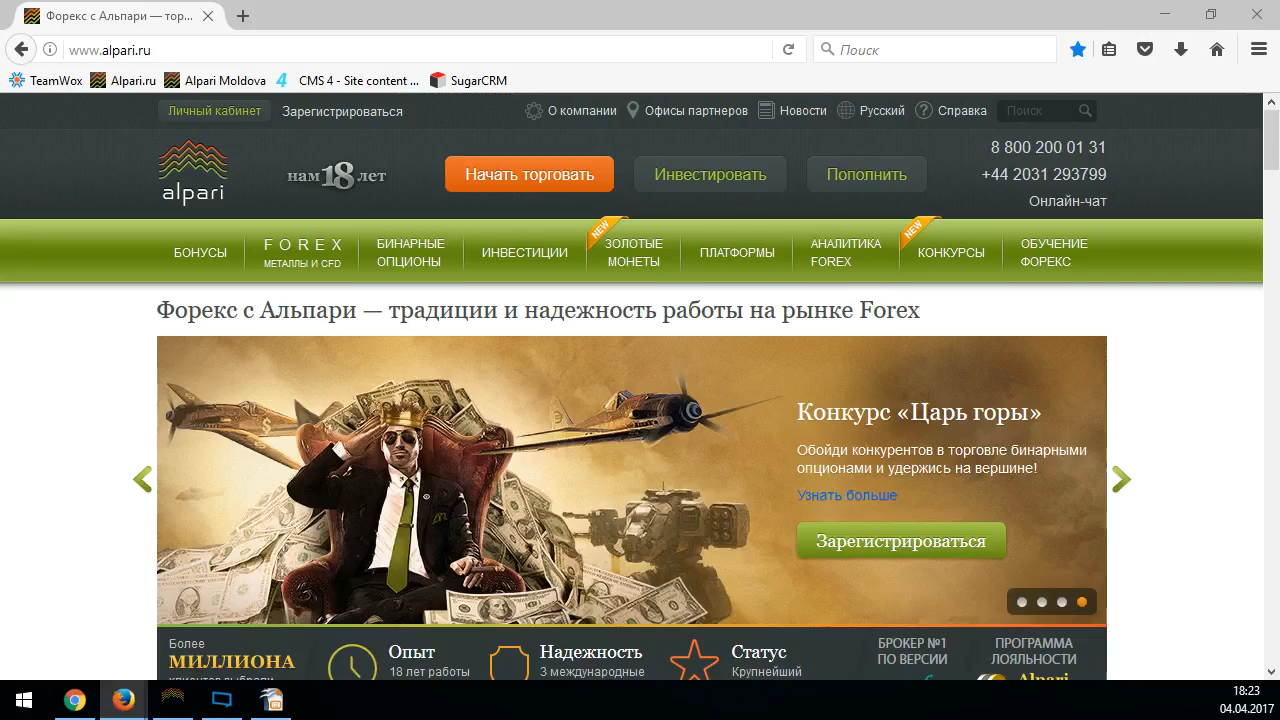 Форекс с Альпари — тор...
www.alpari.ru
Поиск
TeamWox Alpari.ru Alpari Moldova CMS 4 - Site content ... SugarCRM
Личный кабинет Зарегистрироваться О компании Офисы партнеров Новости Русский Справка Поиск
alpari
нам 18 лет
Начать торговать Инвестировать Пополнить
8 800 200 01 31
+44 2031 293799
Онлайн-чат
БОНУСЫ
FOREX
МЕТАЛЛЫ И CFD
БИНАРНЫЕ
ОПЦИОНЫ
ИНВЕСТИЦИИ
NEW
ЗОЛОТЫЕ
МОНЕТЫ
ПЛАТФОРМЫ
АНАЛИТИКА
FOREX
NEW
КОНКУРСЫ
ОБУЧЕНИЕ
ФОРЕКС
Форекс с Альпари — традиции и надежность работы на рынке Forex
Конкурс «Царь горы»
Обойди конкурентов в торговле бинарными
опционами и удержись на вершине!
Узнать больше
Зарегистрироваться
Более
МИЛЛИОНА
клиентов выбрали
Опыт
18 лет работы
Надежность
3 международные
Статус
Крупнейший
БРОКЕР №1
ПО ВЕРСИИ
ПРОГРАММА
ЛОЯЛЬНОСТИ
Alpari
18:23
04.04.2017